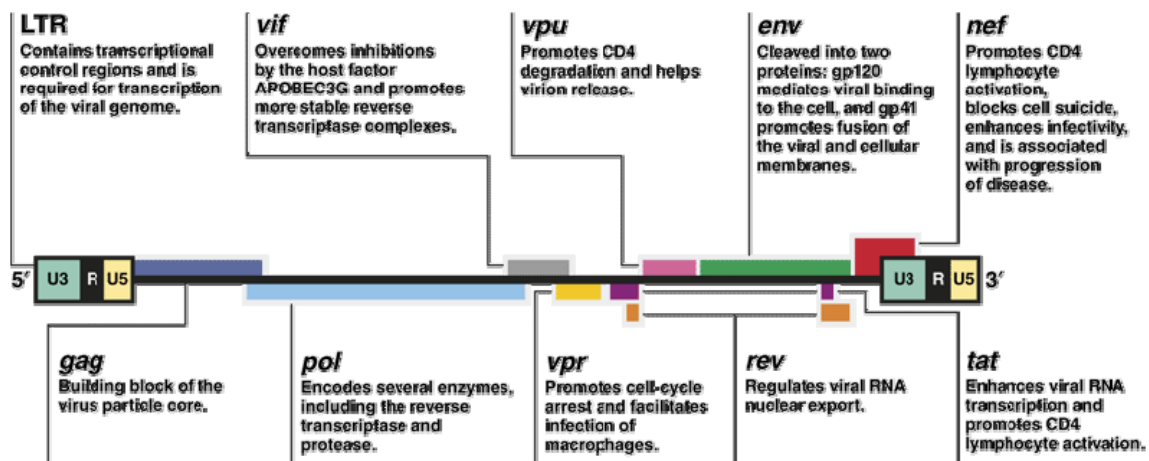 LTR
Contains transcriptional
control regions and is
required for transcription
of the viral genome.
vif
Overcomes inhibitions
by the host factor
APOBEC3G and promotes
more stable reverse
transcriptase complexes.
vpu
Promotes CD4
degradation and helps
virion release.
env
Cleaved into two
proteins: gp120
mediates viral binding
to the cell, and gp41
promotes fusion of
the viral and cellular
membranes.
nef
Promotes CD4
lymphocyte
activation,
blocks cell suicide,
enhances infectivity,
and is associated
with progression
of disease.
5′ U3 R U5 U3 R U5 3′
gag
Building block of the
virus particle core.
pol
Encodes several enzymes,
including the reverse
transcriptase and
protease.
vpr
Promotes cell-cycle
arrest and facilitates
infection of
macrophages.
rev
Regulates viral RNA
nuclear export.
tat
Enhances viral RNA
transcription and
promotes CD4
lymphocyte activation.